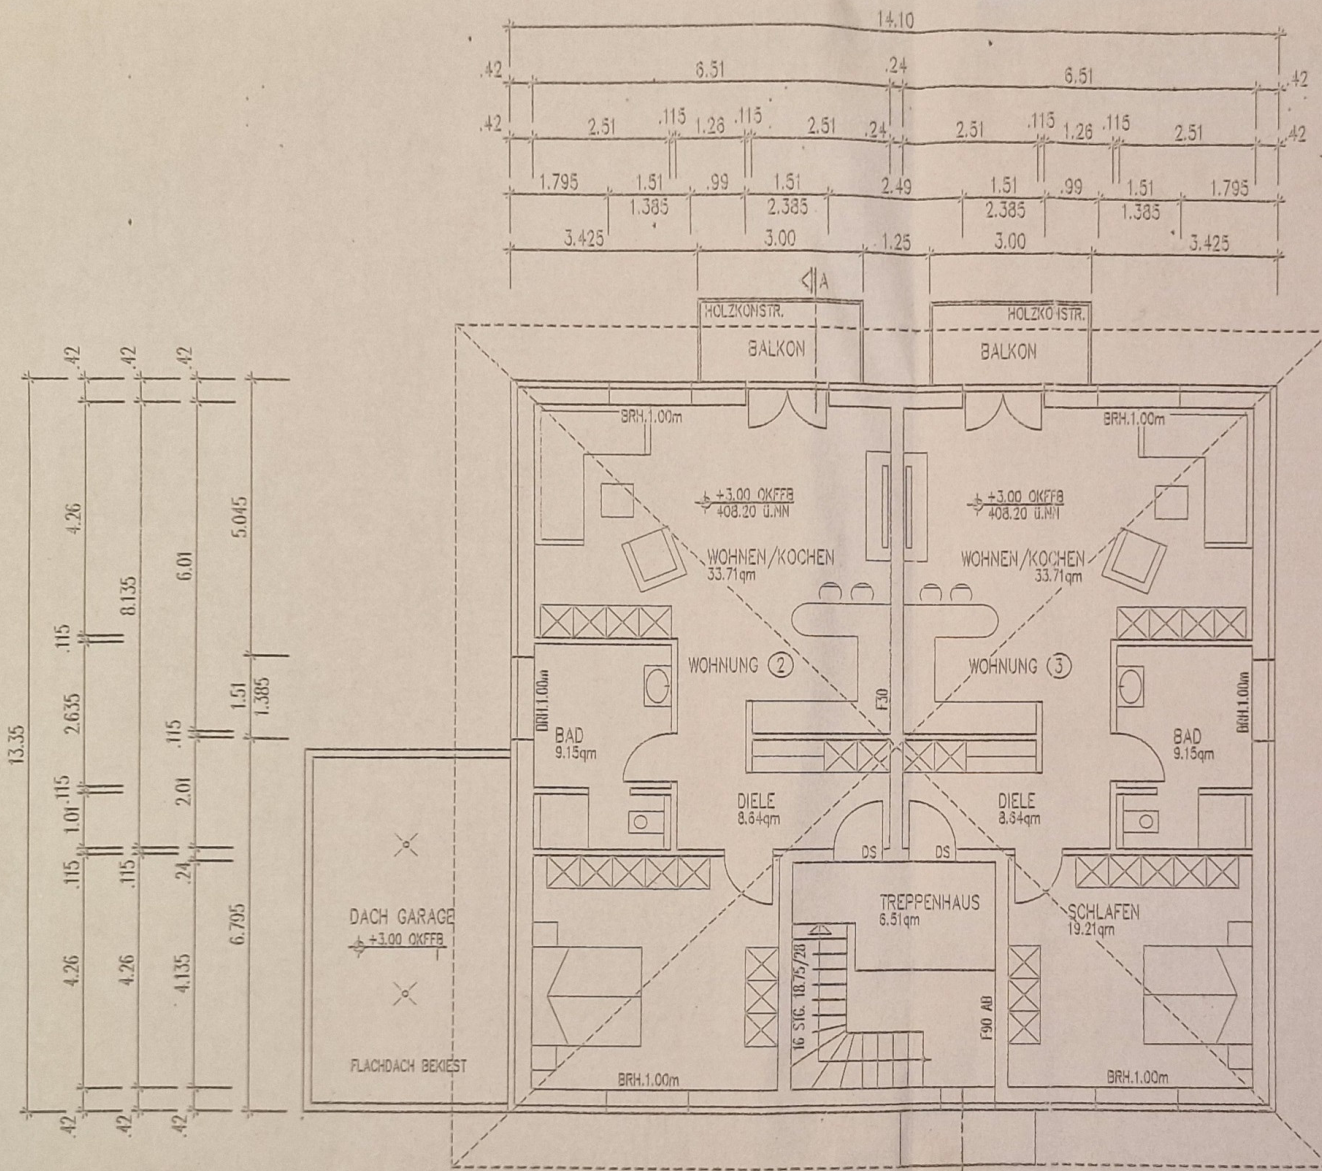 14.10
.42 6.51 .24 6.51 .42
.42 2.51 .115 1.26 .115 2.51 .24 2.51 .115 1.26 .115 2.51 .42
1.795 1.51 .99 1.51 2.49 1.51 .99 1.51 1.795
1.385 2.385 2.385 1.385
3.425 3.00 1.25 3.00 3.425
A
HOLZKONSTR.
BALKON
HOLZKONSTR.
BALKON
13.35
.42 4.26 .115 2.635 .115 1.01 .115 4.26 .42
.42 8.135 .115 4.26 .42
.42 6.01 .115 2.01 .24 4.135 .42
5.045 1.51 6.795
1.385
BRH.1.00m
BRH.1.00m
+3.00 OKFFB
408.20 ü.NN
+3.00 OKFFB
408.20 ü.NN
WOHNEN/KOCHEN
33.71qm
WOHNEN/KOCHEN
33.71qm
WOHNUNG 2
WOHNUNG 3
BRH.1.00m
F30
BRH.1.00m
BAD
9.15qm
BAD
9.15qm
DIELE
8.64qm
DIELE
8.64qm
DS
DS
DACH GARAGE
+3.00 OKFFB
FLACHDACH BEKIEST
TREPPENHAUS
6.51qm
SCHLAFEN
19.21qm
16 STG. 18.75/28
F90 AB
BRH.1.00m
BRH.1.00m